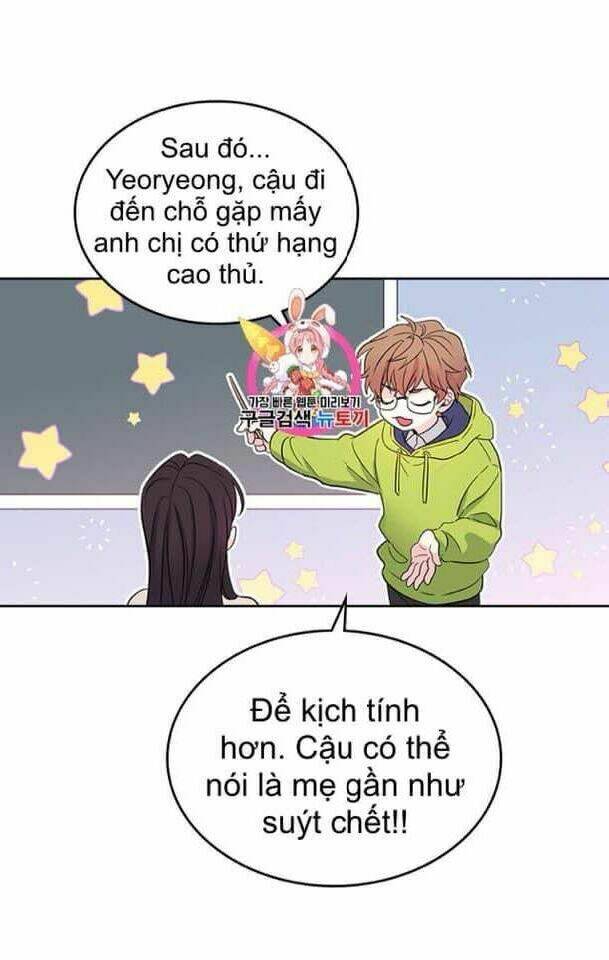 Sau đó...
Yeoryeong, cậu đi
đến chỗ gặp mấy
anh chị có thứ hạng
cao thủ.
가장 빠른 웹툰 미리보기
구글검색 뉴토끼
Để kịch tính
hơn. Cậu có thể
nói là mẹ gần như
suýt chết!!